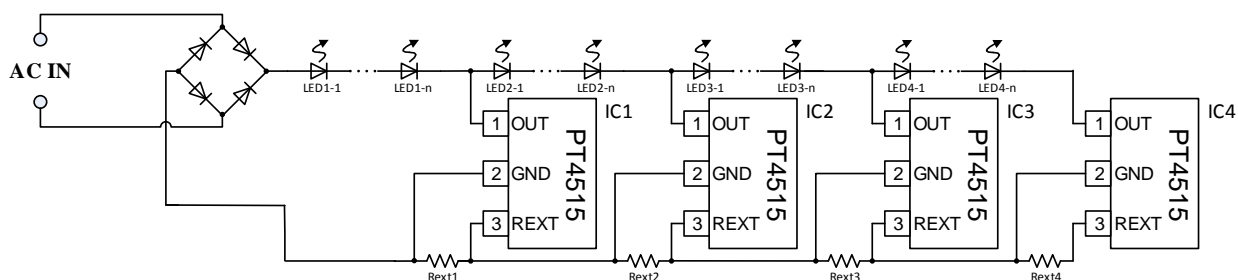 AC IN
LED1-1
LED1-n
LED2-1
LED2-n
LED3-1
LED3-n
LED4-1
LED4-n
IC1
1 OUT
2 GND
3 REXT
PT4515
IC2
1 OUT
2 GND
3 REXT
PT4515
IC3
1 OUT
2 GND
3 REXT
PT4515
IC4
1 OUT
2 GND
3 REXT
PT4515
Rext1
Rext2
Rext3
Rext4